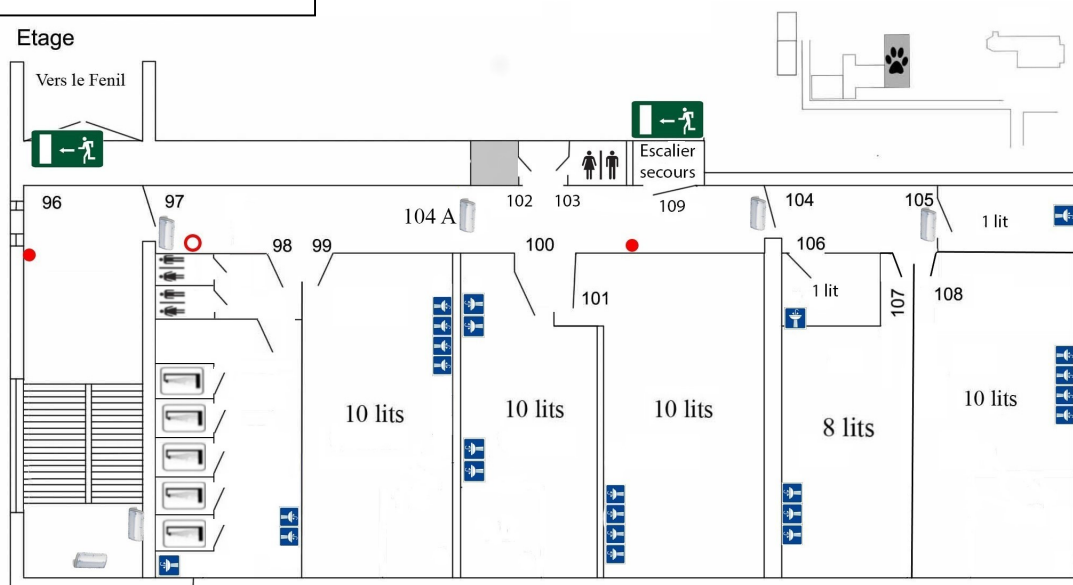 Etage
Vers le Fenil
Escalier
secours
96
97
102
103
109
104
105
104 A
1 lit
98
99
100
106
101
1 lit
107
108
10 lits
10 lits
10 lits
8 lits
10 lits